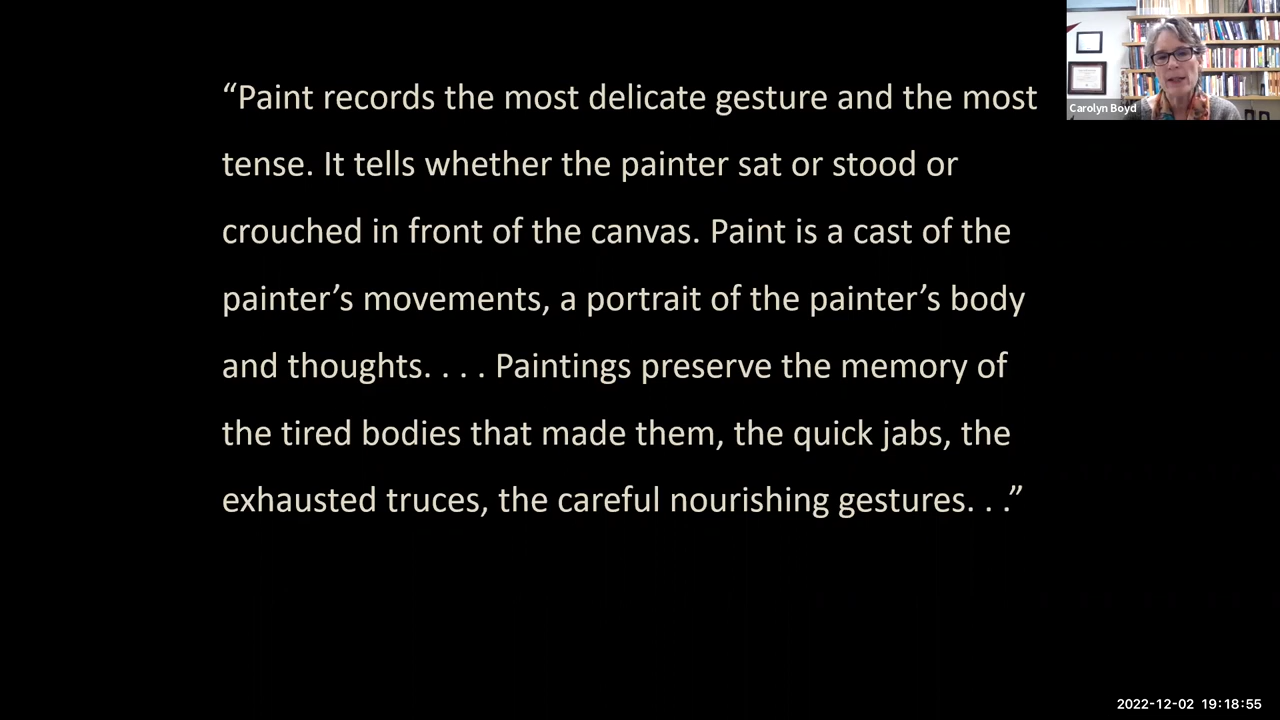 “Paint records the most delicate gesture and the most
tense. It tells whether the painter sat or stood or
crouched in front of the canvas. Paint is a cast of the
painter’s movements, a portrait of the painter’s body
and thoughts. . . . Paintings preserve the memory of
the tired bodies that made them, the quick jabs, the
exhausted truces, the careful nourishing gestures. . .”
Carolyn Boyd
2022-12-02 19:18:55